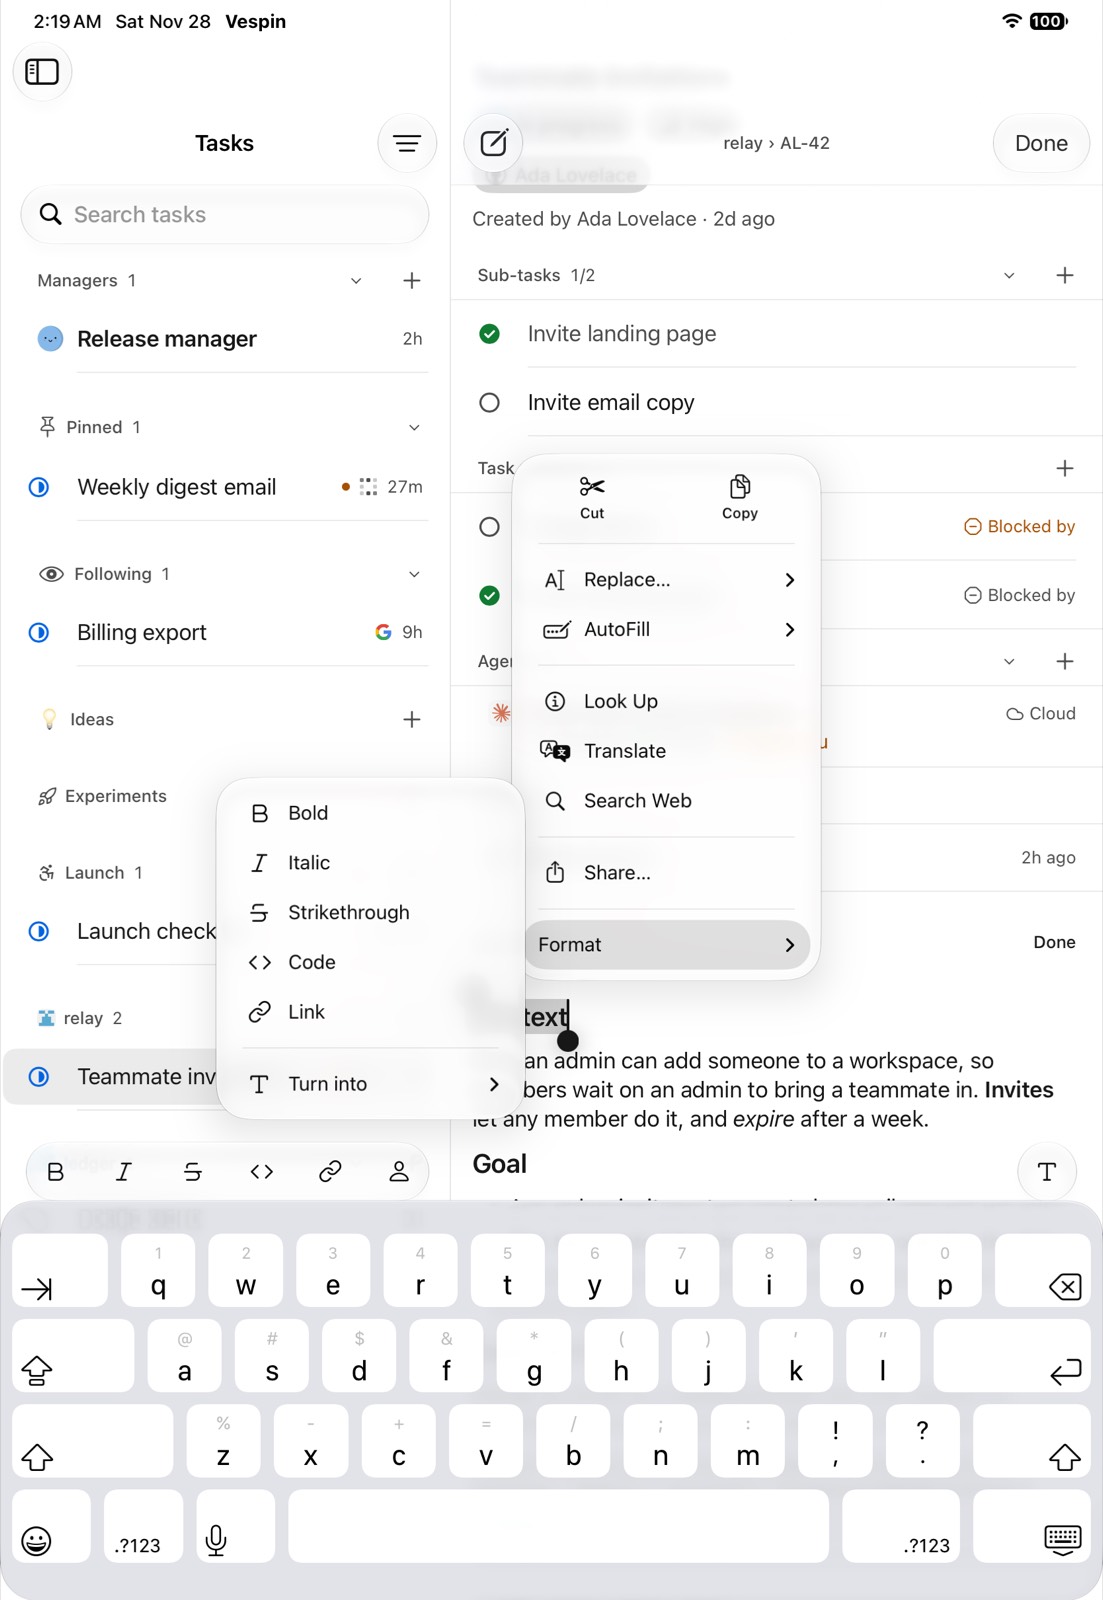 2:19 AM Sat Nov 28 Vespin
100
Tasks
Search tasks
Managers 1
Release manager 2h
Pinned 1
Weekly digest email 27m
Following 1
Billing export 9h
Ideas
Experiments
Launch 1
Launch check
relay 2
Teammate inv
relay › AL-42
Done
Ada Lovelace
Created by Ada Lovelace · 2d ago
Sub-tasks 1/2
Invite landing page
Invite email copy
Task
Blocked by
Blocked by
Agen
Cloud
2h ago
Done
Cut Copy
Replace...
AutoFill
Look Up
Translate
Search Web
Share...
Format
Bold
Italic
Strikethrough
Code
Link
Turn into
text
an admin can add someone to a workspace, so
bers wait on an admin to bring a teammate in. Invites
let any member do it, and expire after a week.
Goal
B I S <> T
1 2 3 4 5 6 7 8 9 0
q w e r t y u i o p
@ # $ & * ( ) ' "
a s d f g h j k l
% - + = / ; : ! ?
z x c v b n m , .
.?123 .?123